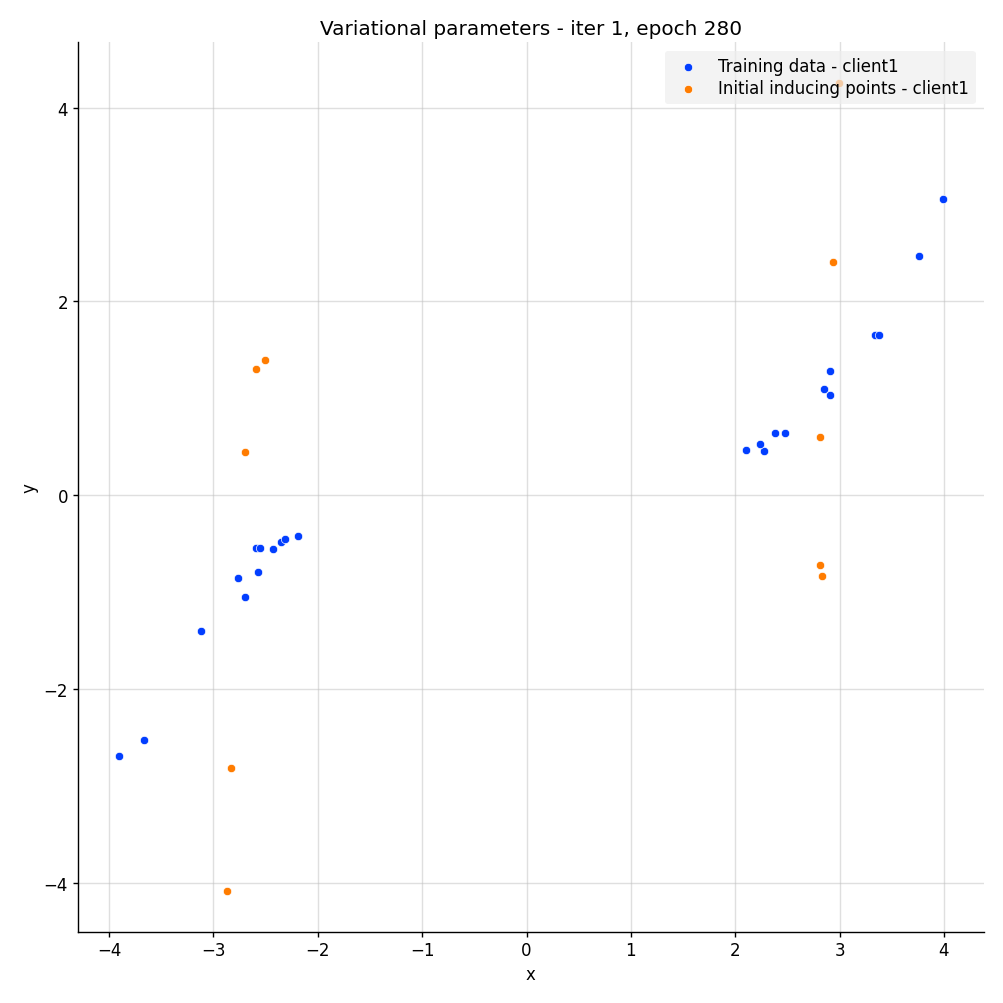 Variational parameters - iter 1, epoch 280
Training data - client1
Initial inducing points - client1
4
2
0
−2
−4
y
−4 −3 −2 −1 0 1 2 3 4
x